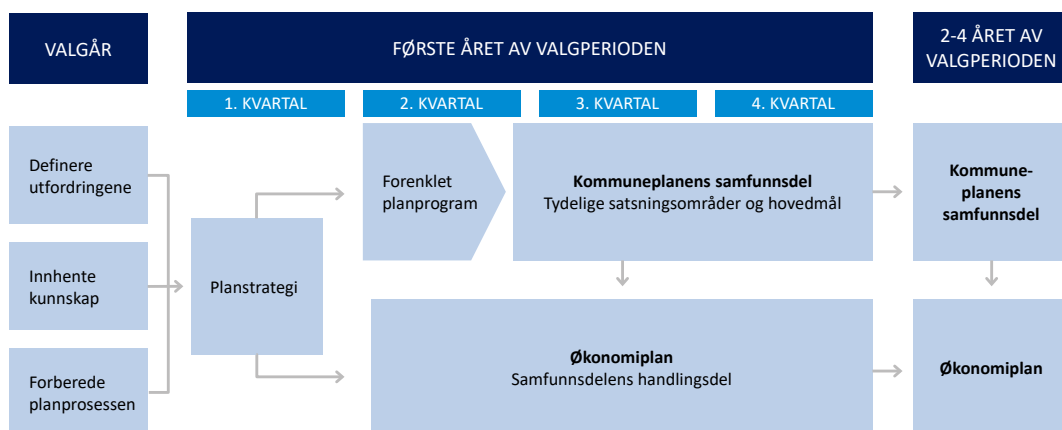 VALGÅR
FØRSTE ÅRET AV VALGPERIODEN
2-4 ÅRET AV
VALGPERIODEN
1. KVARTAL
2. KVARTAL
3. KVARTAL
4. KVARTAL
Definere
utfordringene
Innhente
kunnskap
Forberede
planprosessen
Planstrategi
Forenklet
planprogram
Kommuneplanens samfunnsdel
Tydelige satsningsområder og hovedmål
Økonomiplan
Samfunnsdelens handlingsdel
Kommune-
planens
samfunnsdel
Økonomiplan